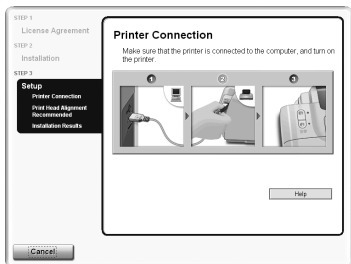 STEP 1
License Agreement
STEP 2
Installation
STEP 3
Setup
Printer Connection
Print Head Alignment
Recommended
Installation Results
Printer Connection
Make sure that the printer is connected to the computer, and turn on
the printer.
1
2
3
Help
Cancel